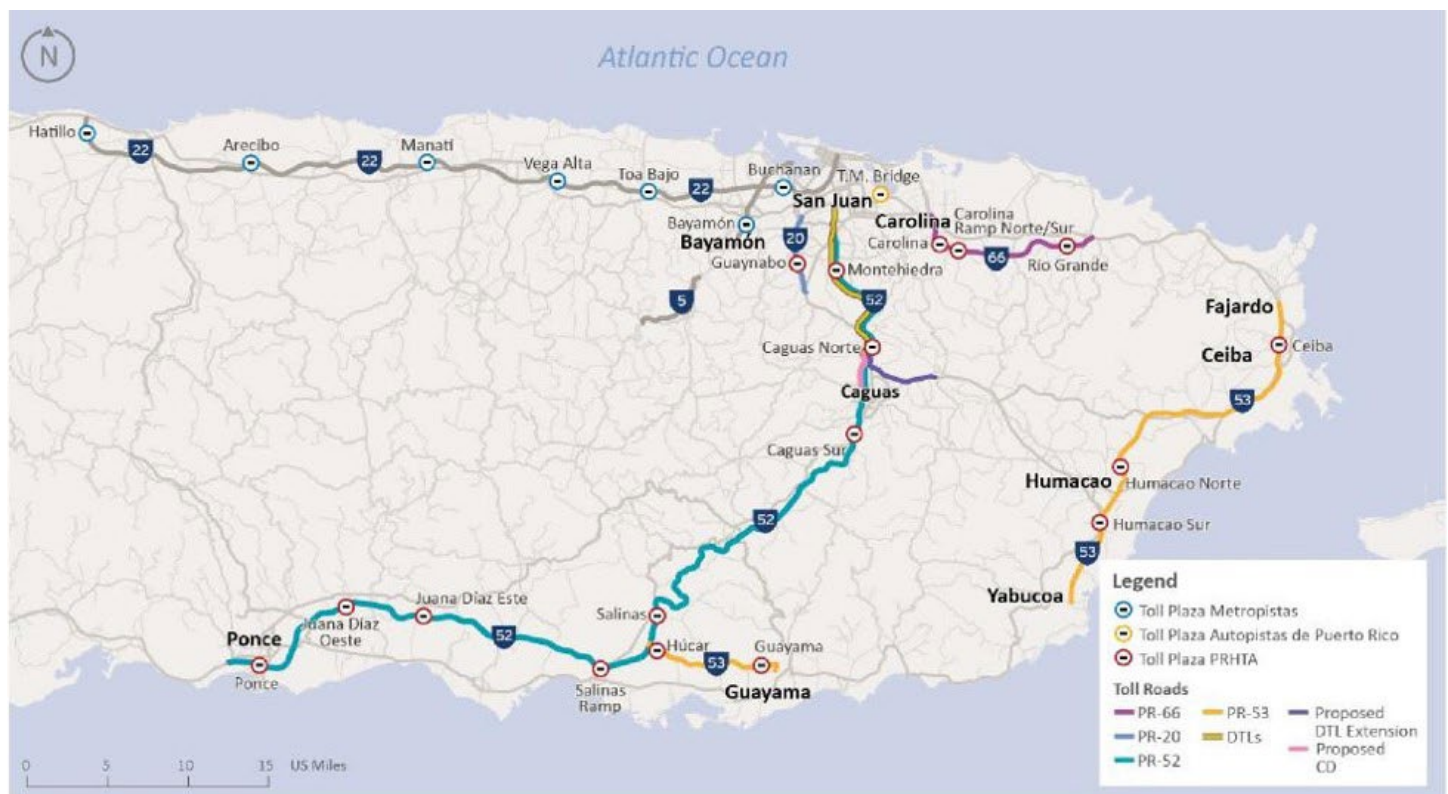 N
Atlantic Ocean
Hatillo
22
Arecibo
22
Manatí
Vega Alta
Toa Bajo
22
Buchanan
T.M. Bridge
San Juan
Bayamón
Bayamón
20
Guaynabo
Carolina
Carolina
Ramp Norte/Sur
Carolina
66
Río Grande
Montehiedra
5
52
Fajardo
Ceiba
Ceiba
Caguas Norte
Caguas
53
Caguas Sur
Humacao
Humacao Norte
52
Humacao Sur
53
Yabucoa
Juana Díaz Este
Juana Díaz
Oeste
Salinas
52
Ponce
Ponce
Húcar
53
Guayama
Guayama
Salinas
Ramp
0 5 10 15 US Miles
Legend
Toll Plaza Metropistas
Toll Plaza Autopistas de Puerto Rico
Toll Plaza PRHTA
Toll Roads
PR-66
PR-20
PR-52
PR-53
DTLs
Proposed
DTL Extension
Proposed
CD